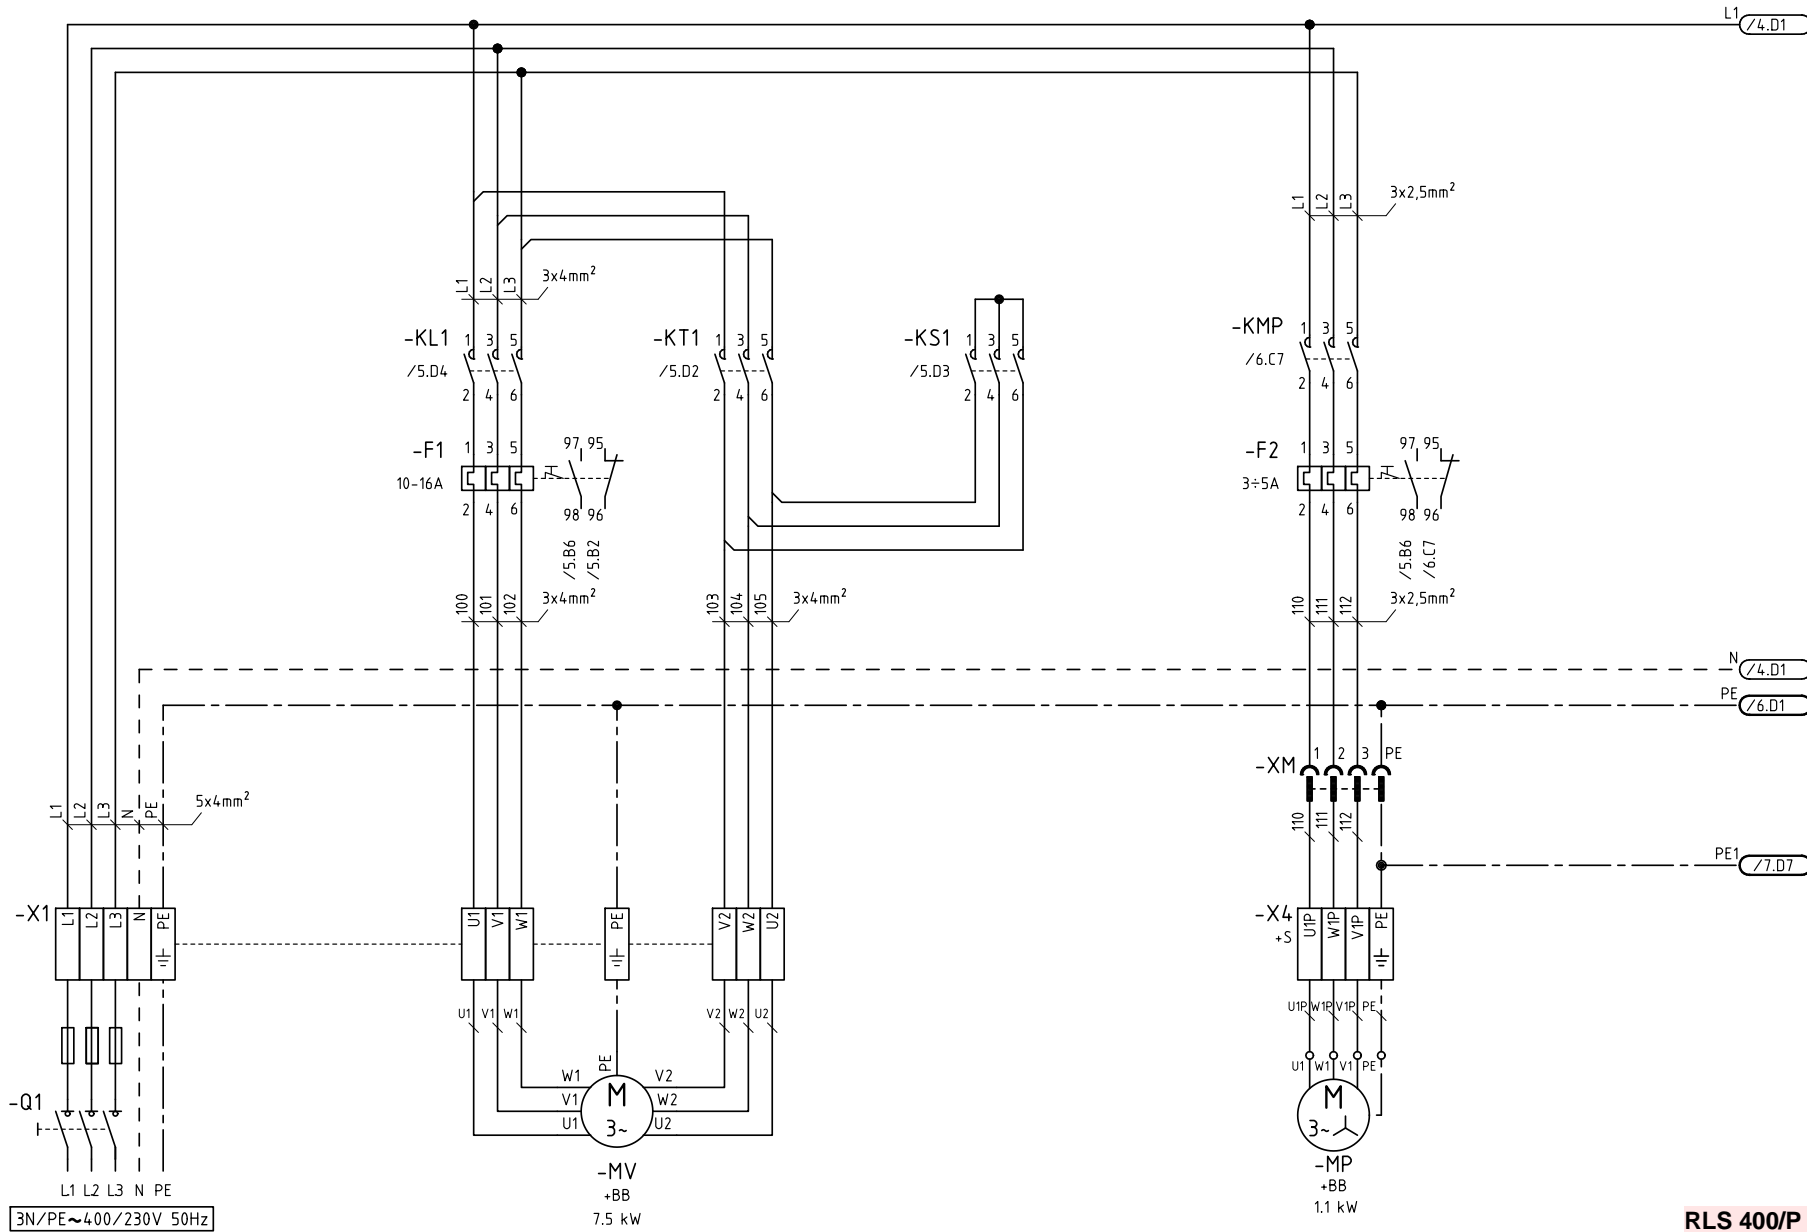 L1 /4.D1
L1 L2 L3 3x2,5mm²
L1 L2 L3 3x4mm²
-KL1 1 3 5
/5.D4
2 4 6
-KT1 1 3 5
/5.D2
2 4 6
-KS1 1 3 5
/5.D3
2 4 6
-KMP 1 3 5
/6.C7
2 4 6
-F1 1 3 5 97 95
10-16A
2 4 6 98 96
/5.B6 /5.B2
-F2 1 3 5 97 95
3÷5A
2 4 6 98 96
/5.B6 /6.C7
100 101 102 3x4mm²
103 104 105 3x4mm²
110 111 112 3x2,5mm²
N /4.D1
PE /6.D1
-XM 1 2 3 PE
110 111 112
L1 L2 L3 N PE 5x4mm²
PE1 /7.D7
-X1 L1 L2 L3 N PE
U1 V1 W1 PE V2 W2 U2
-X4 U1P W1P V1P PE
+S
U1 V1 W1
V2 W2 U2
U1P W1P V1P PE
U1 W1 V1 PE
PE
W1 V2
V1 W2
U1 U2
M
3~
-MV
+BB
7.5 kW
M
3~
-MP
+BB
1.1 kW
-Q1
L1 L2 L3 N PE
3N/PE~400/230V 50Hz
RLS 400/P